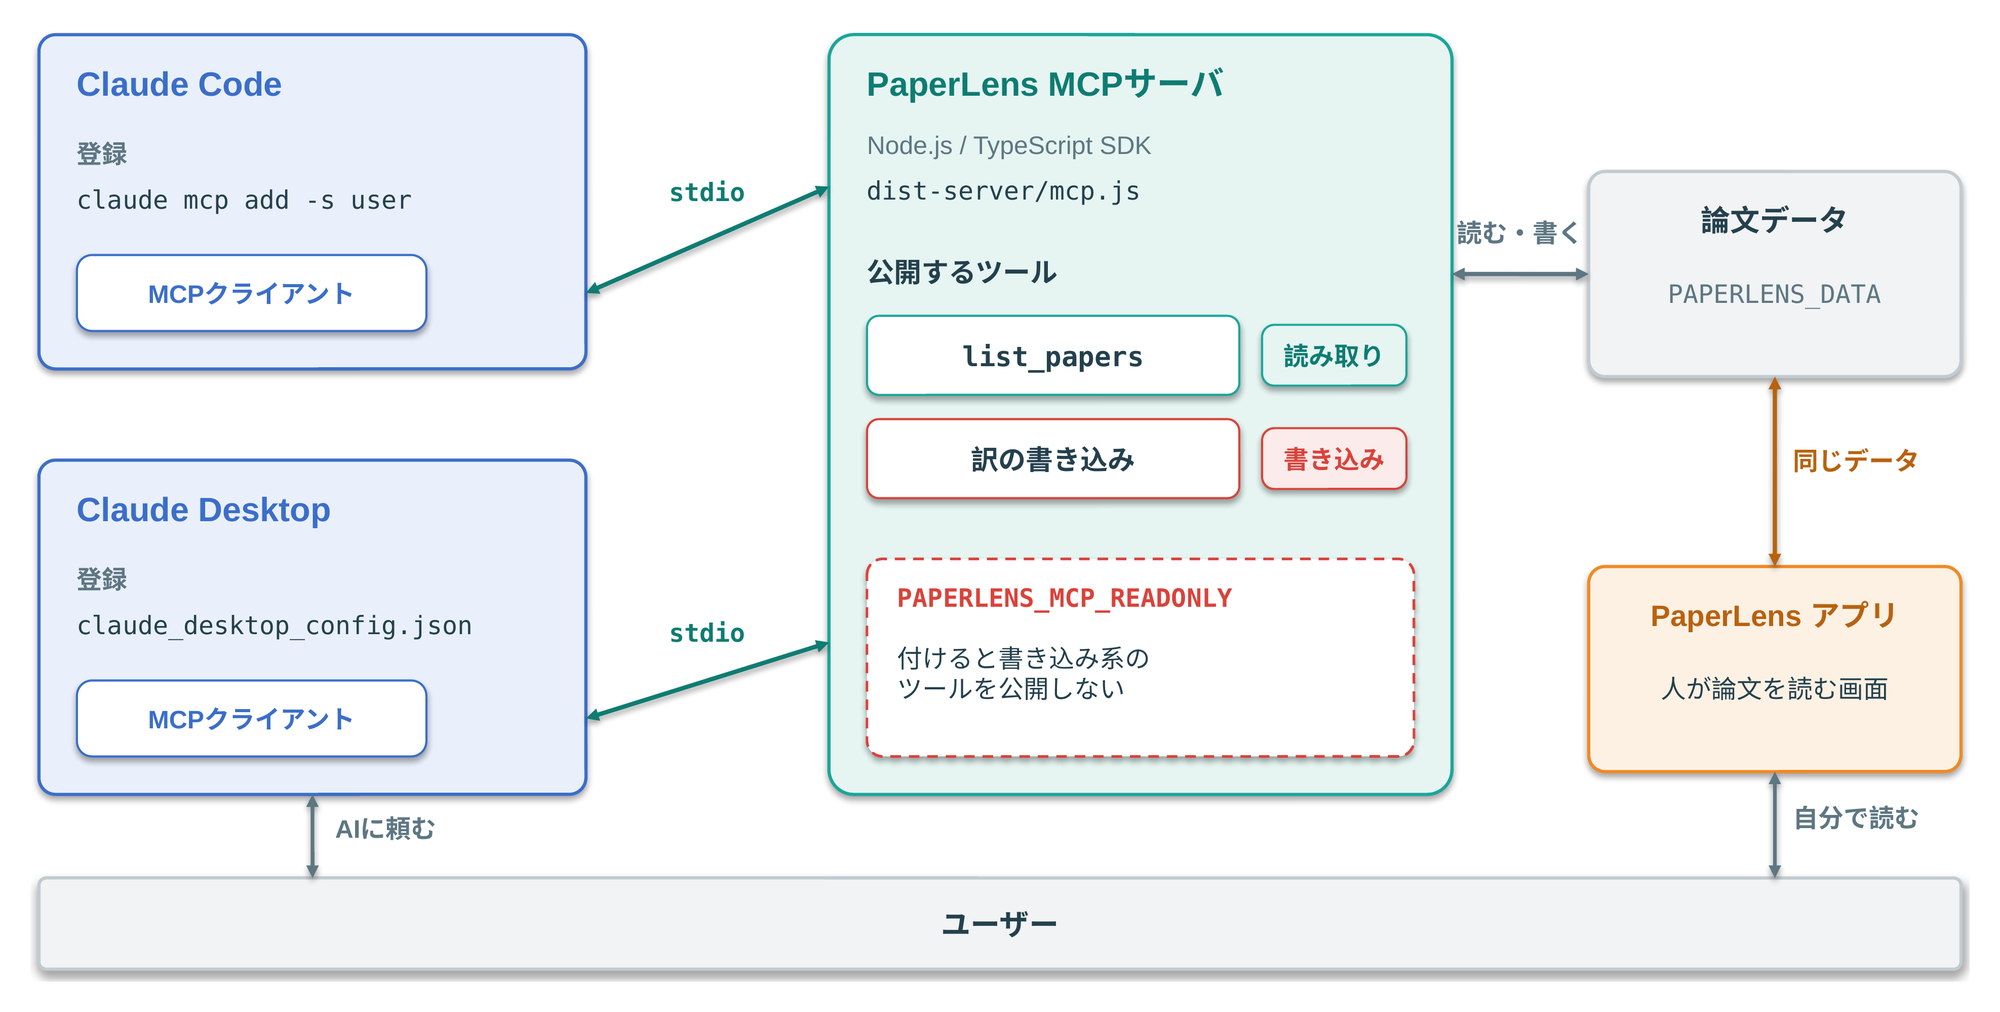 Claude Code
登録
claude mcp add -s user
MCPクライアント
stdio
Claude Desktop
登録
claude_desktop_config.json
MCPクライアント
stdio
AIに頼む
PaperLens MCPサーバ
Node.js / TypeScript SDK
dist-server/mcp.js
公開するツール
list_papers
読み取り
訳の書き込み
書き込み
PAPERLENS_MCP_READONLY
付けると書き込み系の
ツールを公開しない
読む・書く
論文データ
PAPERLENS_DATA
同じデータ
PaperLens アプリ
人が論文を読む画面
自分で読む
ユーザー